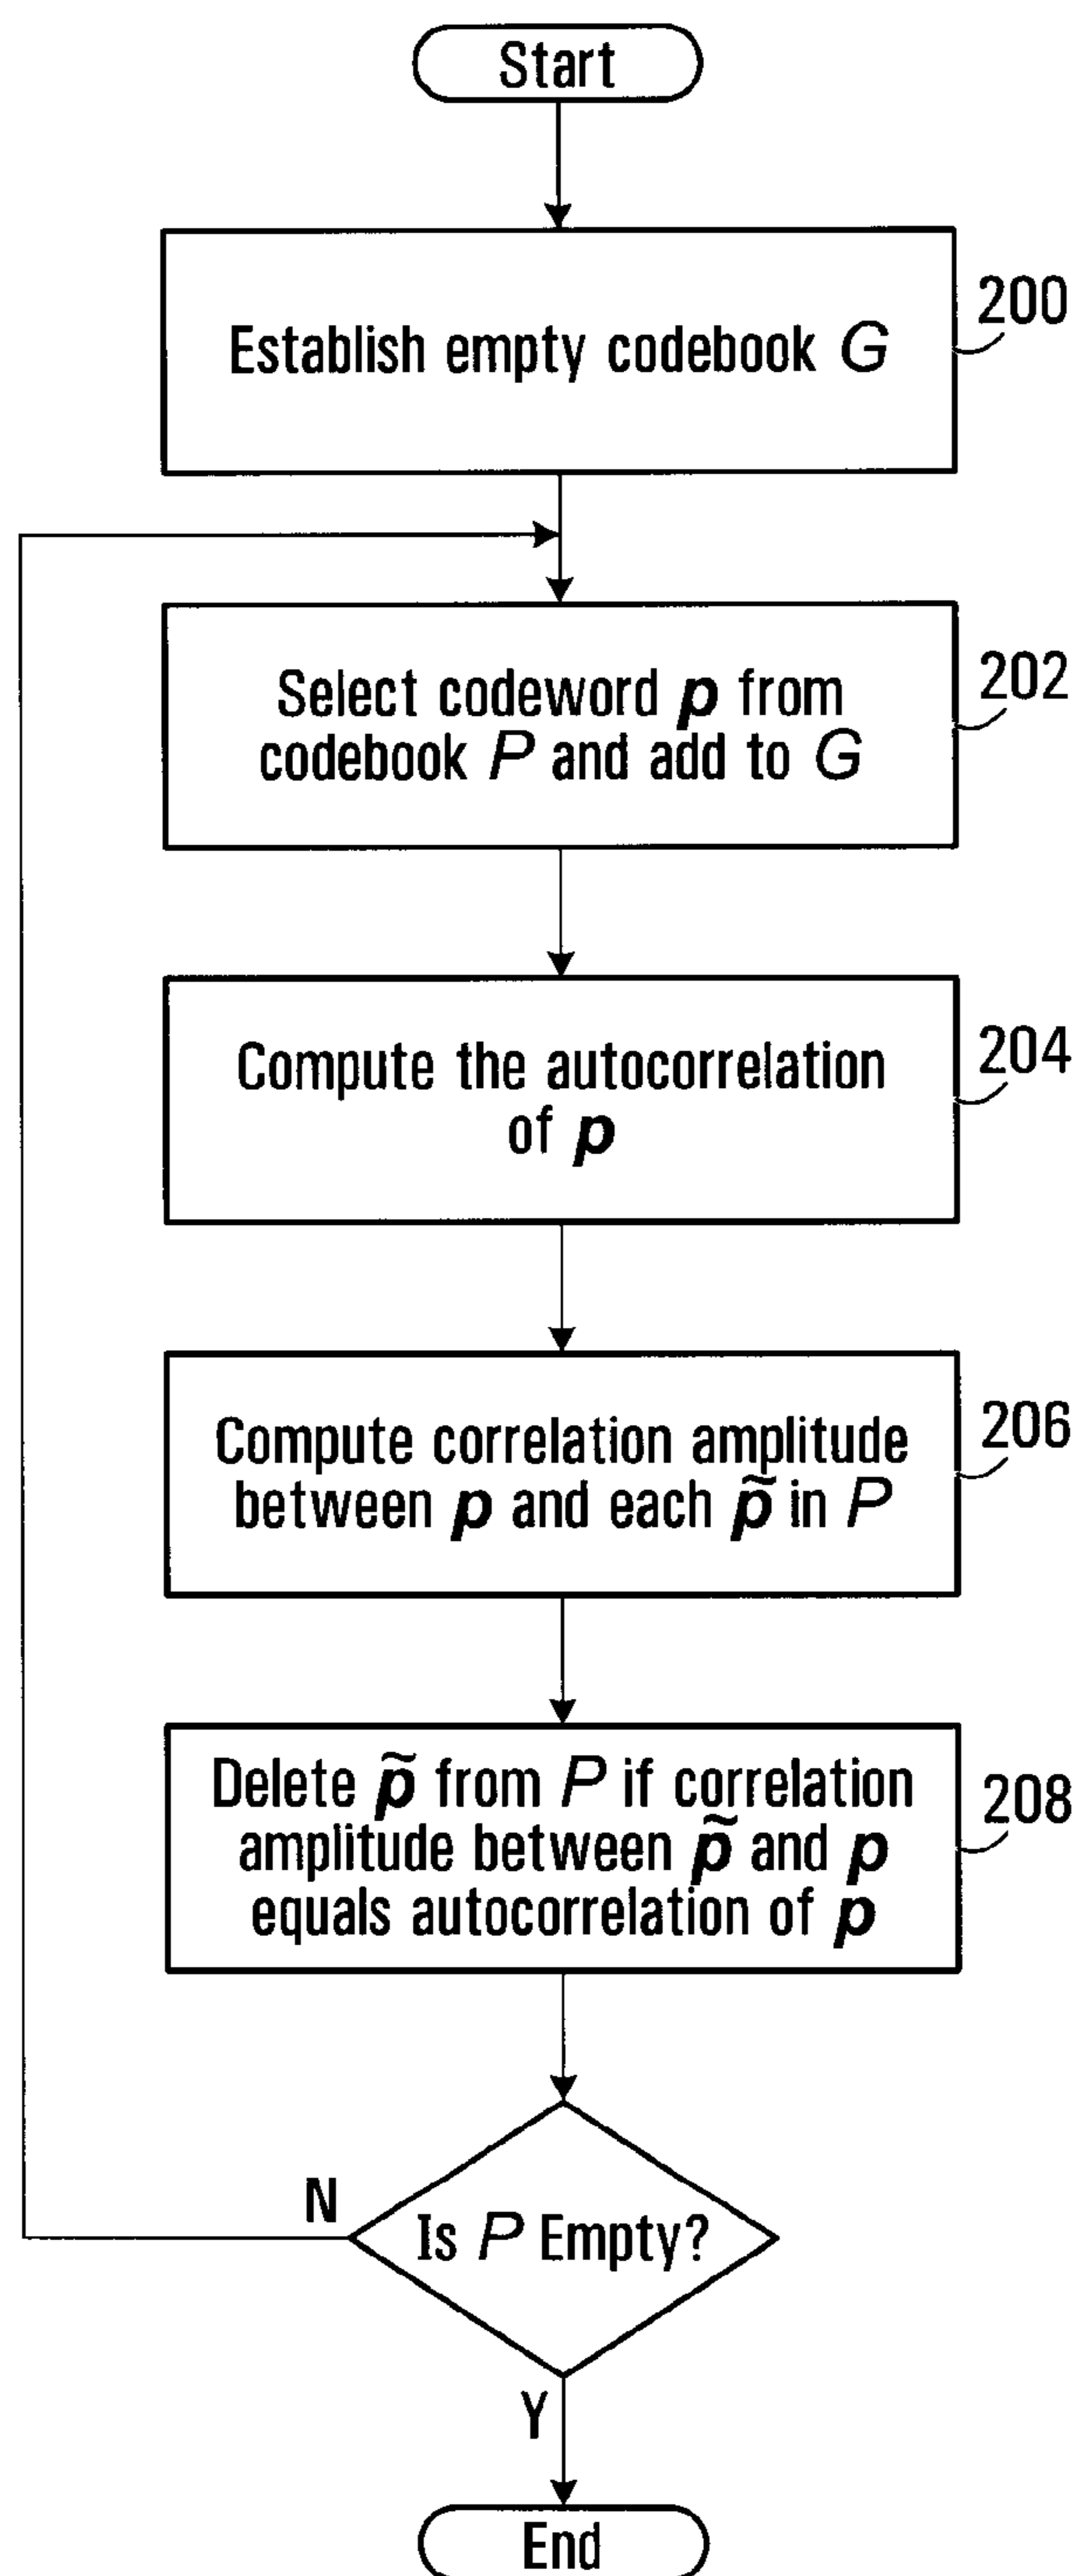 Start
Establish empty codebook G
200
Select codeword p from
codebook P and add to G
202
Compute the autocorrelation
of p
204
Compute correlation amplitude
between p and each p̃ in P
206
Delete p̃ from P if correlation
amplitude between p̃ and p
equals autocorrelation of p
208
N
Is P Empty?
Y
End